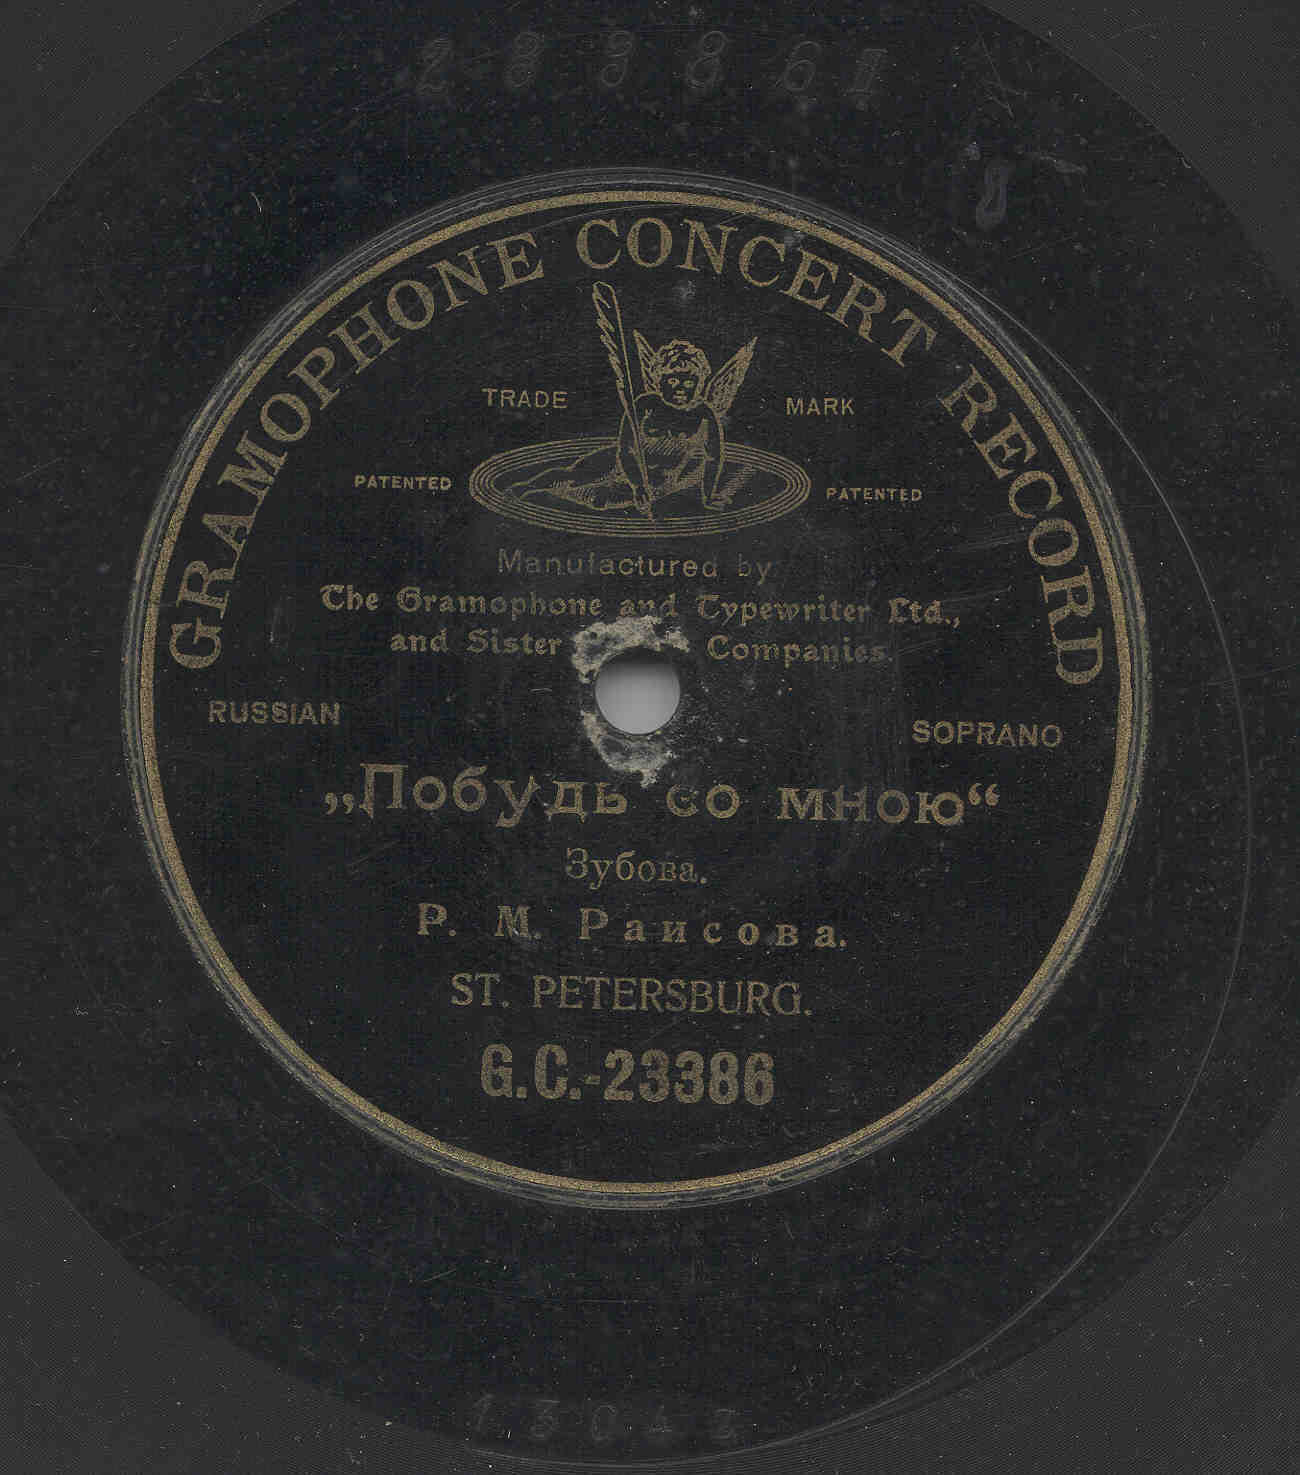 GRAMOPHONE CONCERT RECORD
TRADE MARK
PATENTED PATENTED
Manufactured by
The Gramophone and Typewriter Ltd.,
and Sister Companies.
RUSSIAN SOPRANO
„Побудь со мною“
Зубова.
Р. М. Раисова.
ST. PETERSBURG.
G.C.-23386